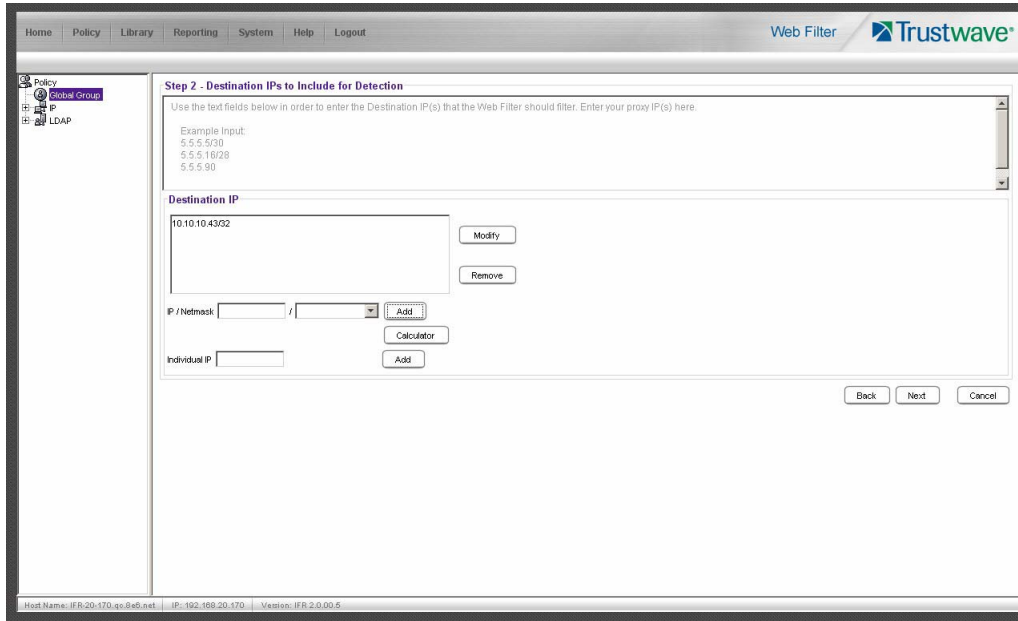 Home Policy Library Reporting System Help Logout
Web Filter
Trustwave®
Policy
Global Group
IP
LDAP
Step 2 - Destination IPs to Include for Detection
Use the text fields below in order to enter the Destination IP(s) that the Web Filter should filter. Enter your proxy IP(s) here.
Example Input:
5.5.5.5/30
5.5.5.16/28
5.5.5.90
Destination IP
10.10.10.43/32
Modify
Remove
IP / Netmask / Add
Calculator
Individual IP Add
Back Next Cancel
Host Name: IFR-20-170.qc.8e6.net IP: 192.168.20.170 Version: IFR 2.0.00.5